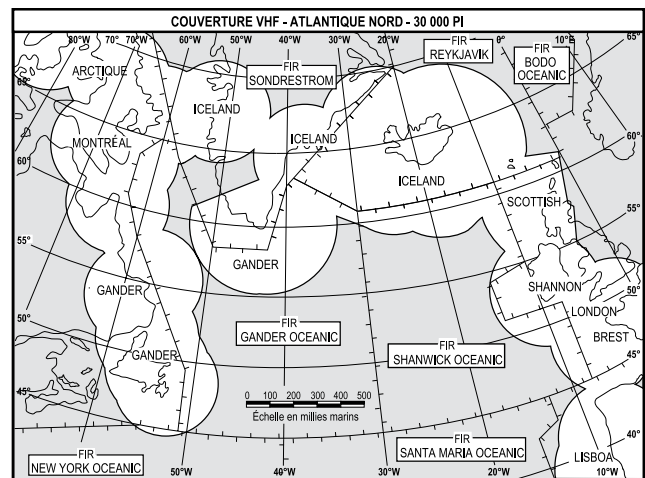 COUVERTURE VHF - ATLANTIQUE NORD - 30 000 PI
80°W 70°W 70°W 60°W 50°W 40°W 30°W 20°W 10°W 0° 10°E
65°
65°
ARCTIQUE
FIR
SONDRESTROM
FIR
REYKJAVIK
FIR
BODO
OCEANIC
ICELAND
ICELAND
MONTRÉAL
60°
60°
ICELAND
SCOTTISH
55°
55°
GANDER
SHANNON
50°
GANDER
LONDON
50°
GANDER
FIR
GANDER OCEANIC
BREST
FIR
SHANWICK OCEANIC
45°
45°
0 100 200 300 400 500
Échelle en millies marins
40°
FIR
NEW YORK OCEANIC
FIR
SANTA MARIA OCEANIC
LISBOA
50°W 40°W 30°W 20°W 10°W